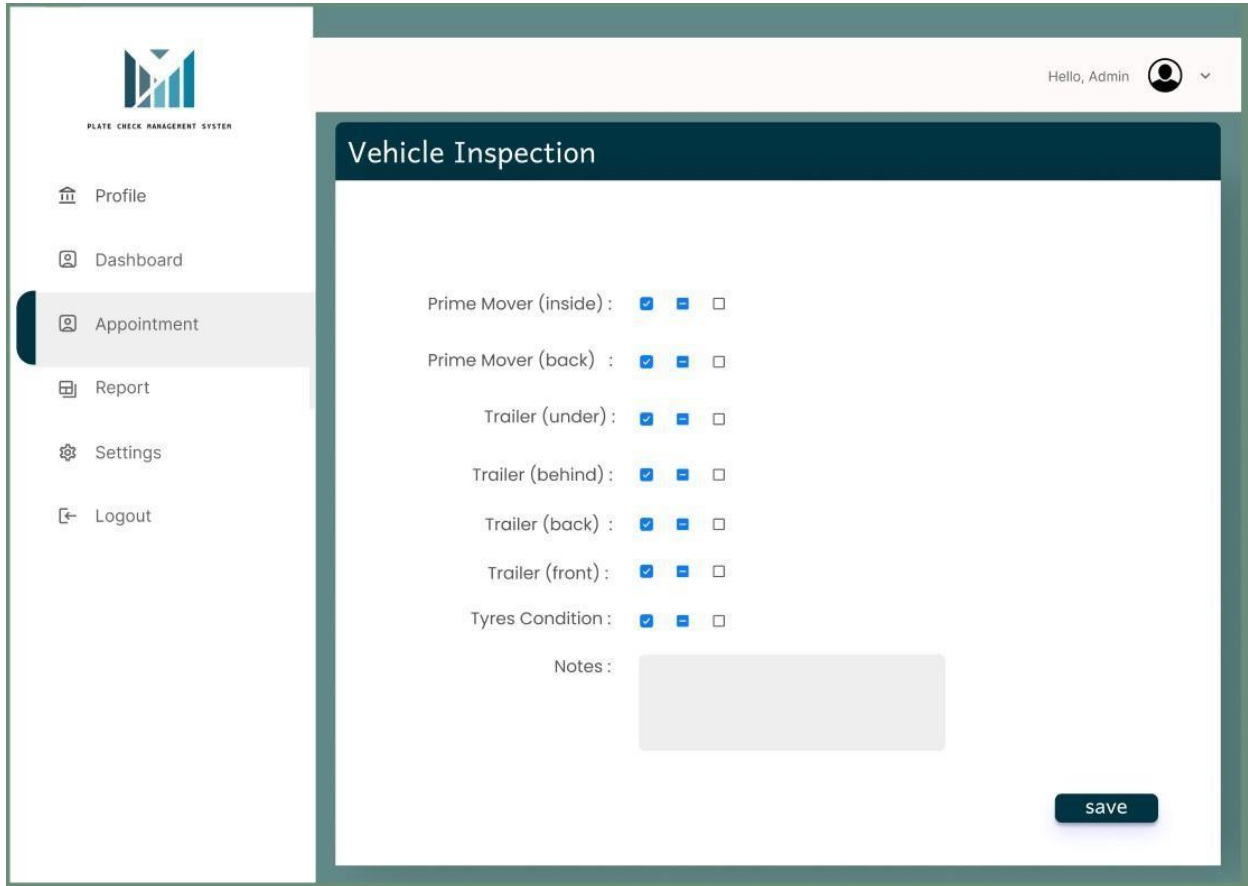 PLATE CHECK MANAGEMENT SYSTEM
Profile
Dashboard
Appointment
Report
Settings
Logout
Hello, Admin
Vehicle Inspection
Prime Mover (inside) :
Prime Mover (back) :
Trailer (under) :
Trailer (behind) :
Trailer (back) :
Trailer (front) :
Tyres Condition :
Notes :
save